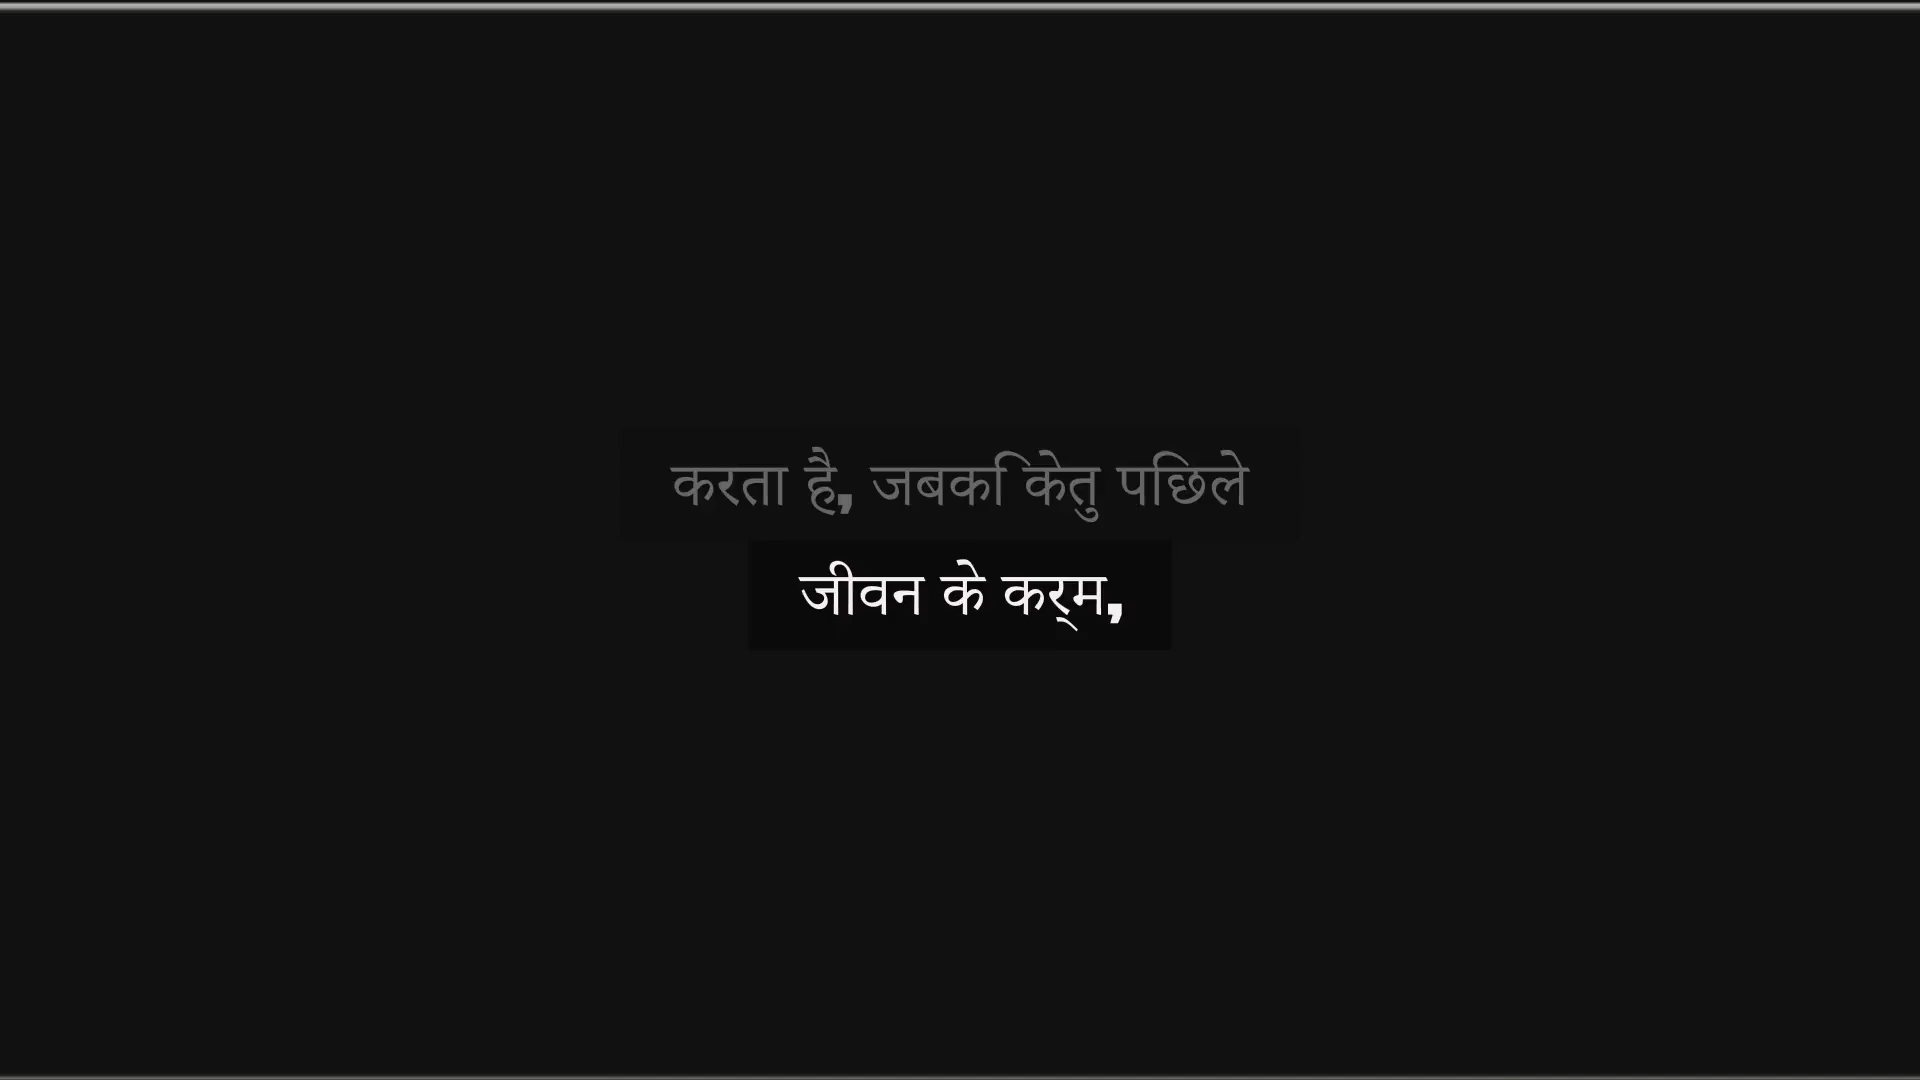 करता है, जबकि केतु पिछले
जीवन के कर्म,